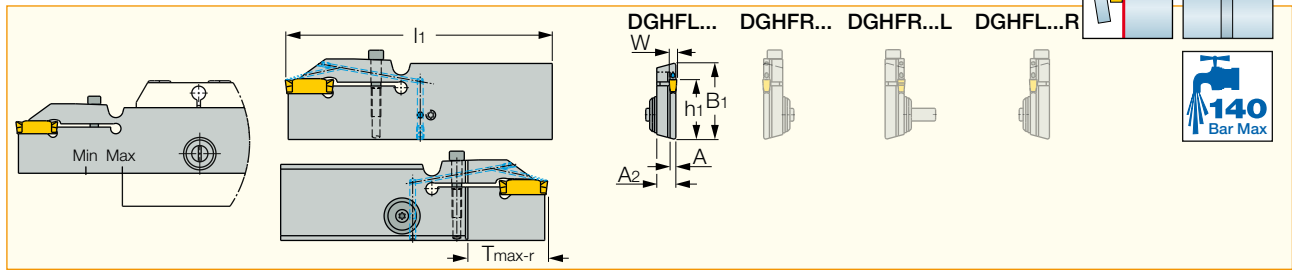 DGHFL... DGHFR... DGHFR...L DGHFL...R
l1
W
h1
B1
A
A2
Min Max
Tmax-r
140
Bar Max